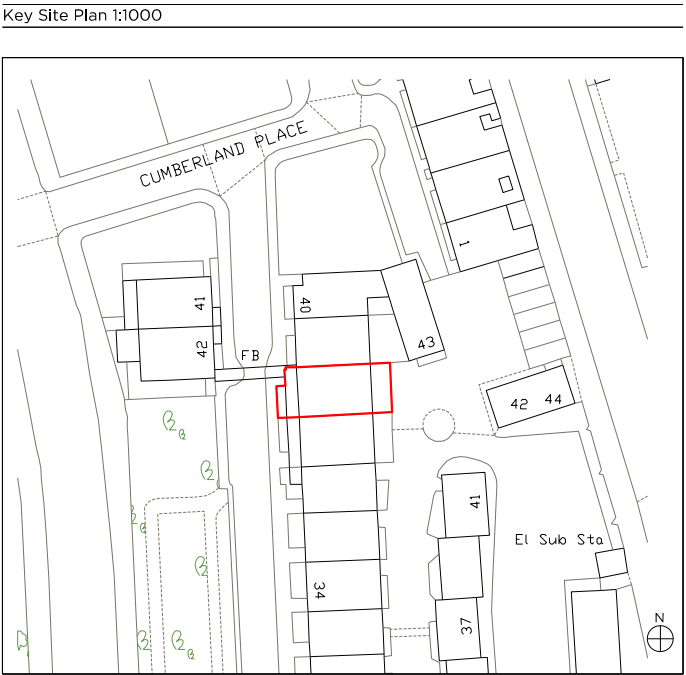 Key Site Plan 1:1000
CUMBERLAND PLACE
1
41
40
42
43
FB
42 44
41
El Sub Sta
34
37
N